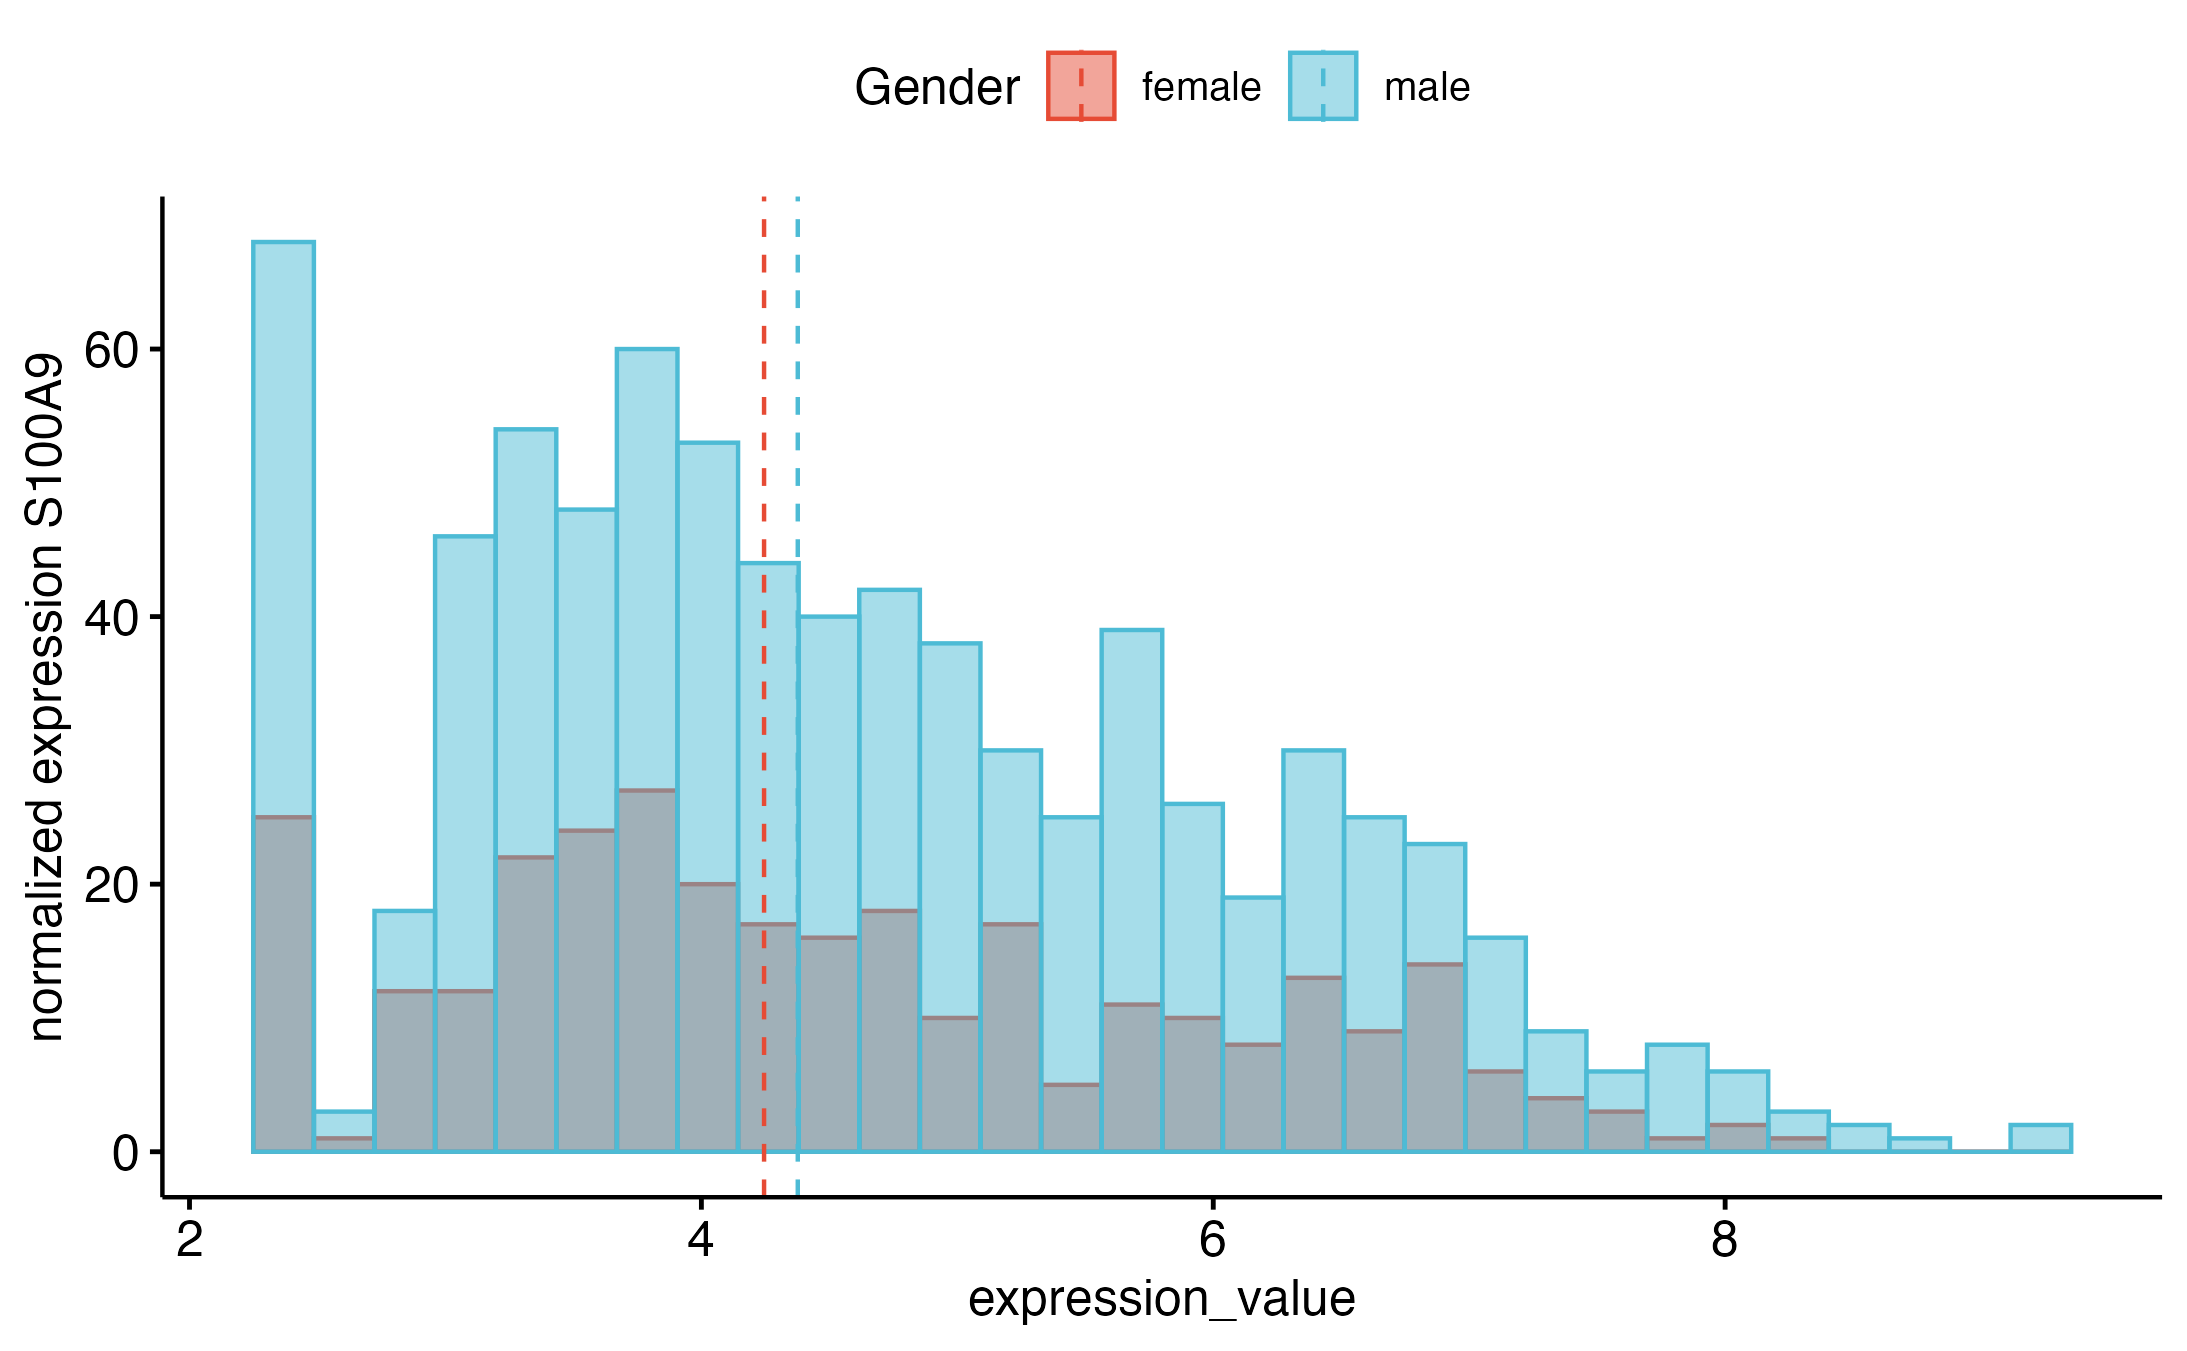 Gender female male
normalized expression S100A9
60
40
20
0
2 4 6 8
expression_value